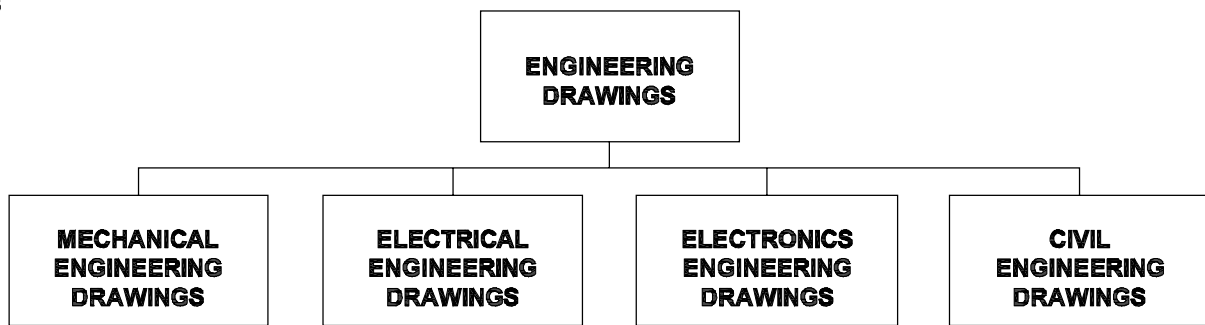 ENGINEERING
DRAWINGS
MECHANICAL
ENGINEERING
DRAWINGS
ELECTRICAL
ENGINEERING
DRAWINGS
ELECTRONICS
ENGINEERING
DRAWINGS
CIVIL
ENGINEERING
DRAWINGS